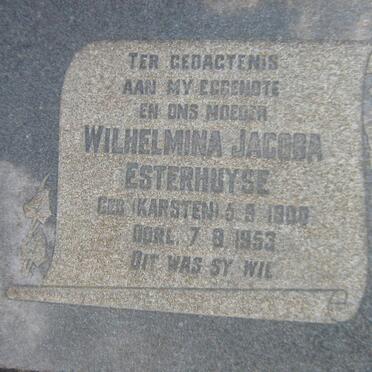 TER GEDAGTENIS
AAN MY EGGENOTE
EN ONS MOEDER
WILHELMINA JACOBA
ESTERHUYSE
GEB (KARSTEN) 5 9 1900
OORL. 7 8 1953
DIT WAS SY WIL